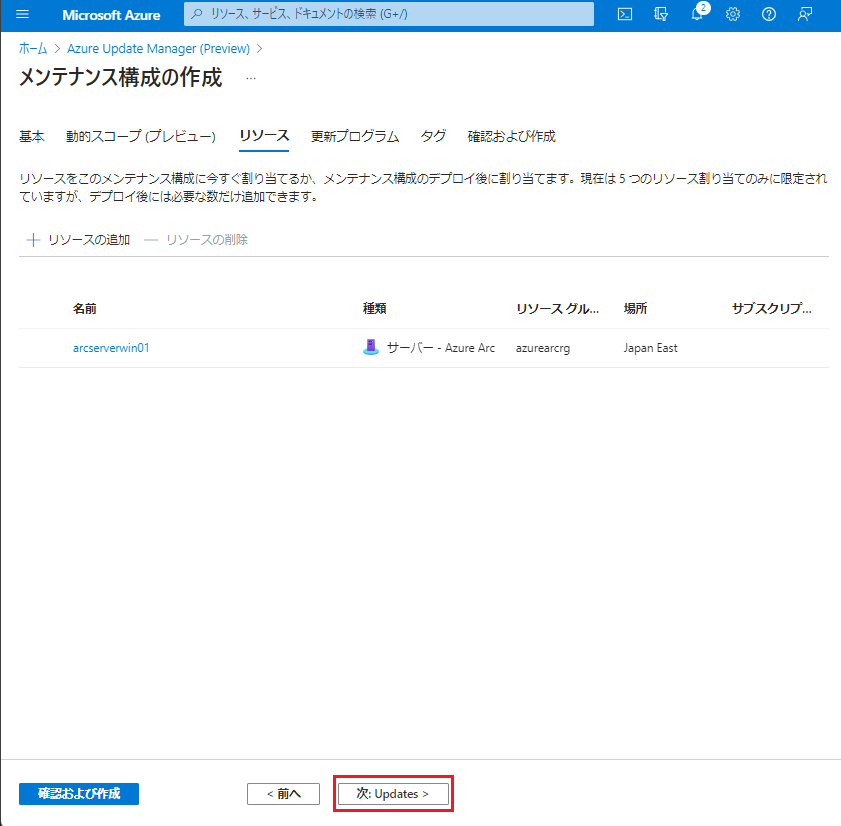 Microsoft Azure
リソース、サービス、ドキュメントの検索 (G+/)
2
ホーム > Azure Update Manager (Preview) >
メンテナンス構成の作成 ...
基本 動的スコープ (プレビュー) リソース 更新プログラム タグ 確認および作成
リソースをこのメンテナンス構成に今すぐ割り当てるか、メンテナンス構成のデプロイ後に割り当てます。現在は 5 つのリソース割り当てのみに限定され
ていますが、デプロイ後には必要な数だけ追加できます。
+ リソースの追加 — リソースの削除
名前 種類 リソース グル... 場所 サブスクリプ...
arcserverwin01 サーバー - Azure Arc azurearcrg Japan East
確認および作成 < 前へ 次: Updates >